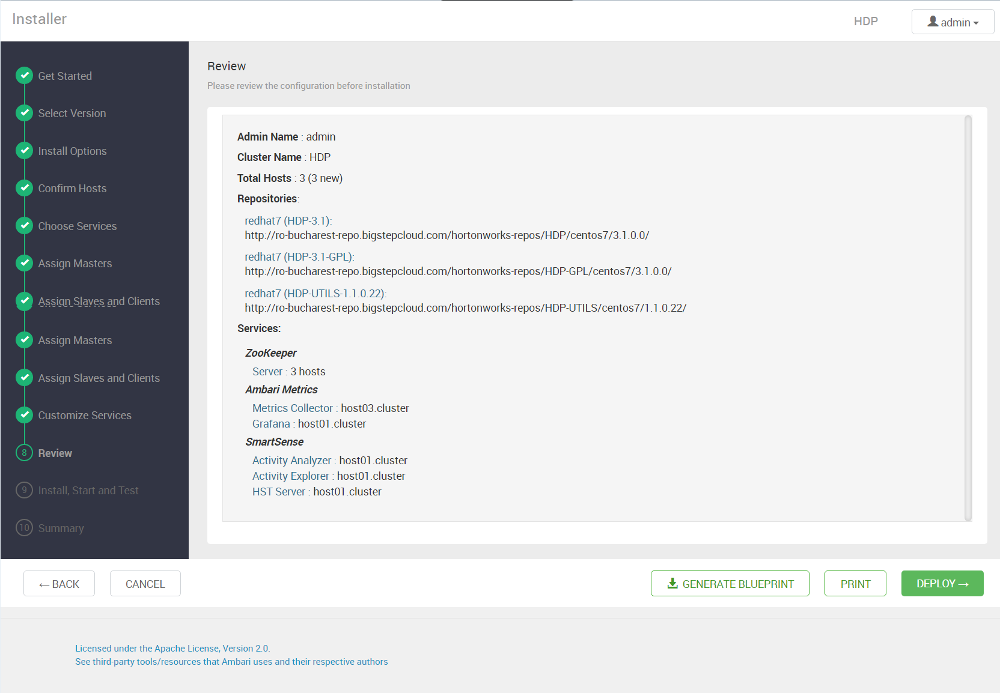 Installer
HDP
admin
Get Started
Select Version
Install Options
Confirm Hosts
Choose Services
Assign Masters
Assign Slaves and Clients
Assign Masters
Assign Slaves and Clients
Customize Services
8 Review
9 Install, Start and Test
10 Summary
Review
Please review the configuration before installation
Admin Name : admin
Cluster Name : HDP
Total Hosts : 3 (3 new)
Repositories:
redhat7 (HDP-3.1):
http://ro-bucharest-repo.bigstepcloud.com/hortonworks-repos/HDP/centos7/3.1.0.0/
redhat7 (HDP-3.1-GPL):
http://ro-bucharest-repo.bigstepcloud.com/hortonworks-repos/HDP-GPL/centos7/3.1.0.0/
redhat7 (HDP-UTILS-1.1.0.22):
http://ro-bucharest-repo.bigstepcloud.com/hortonworks-repos/HDP-UTILS/centos7/1.1.0.22/
Services:
ZooKeeper
Server : 3 hosts
Ambari Metrics
Metrics Collector : host03.cluster
Grafana : host01.cluster
SmartSense
Activity Analyzer : host01.cluster
Activity Explorer : host01.cluster
HST Server : host01.cluster
← BACK
CANCEL
GENERATE BLUEPRINT
PRINT
DEPLOY →
Licensed under the Apache License, Version 2.0.
See third-party tools/resources that Ambari uses and their respective authors